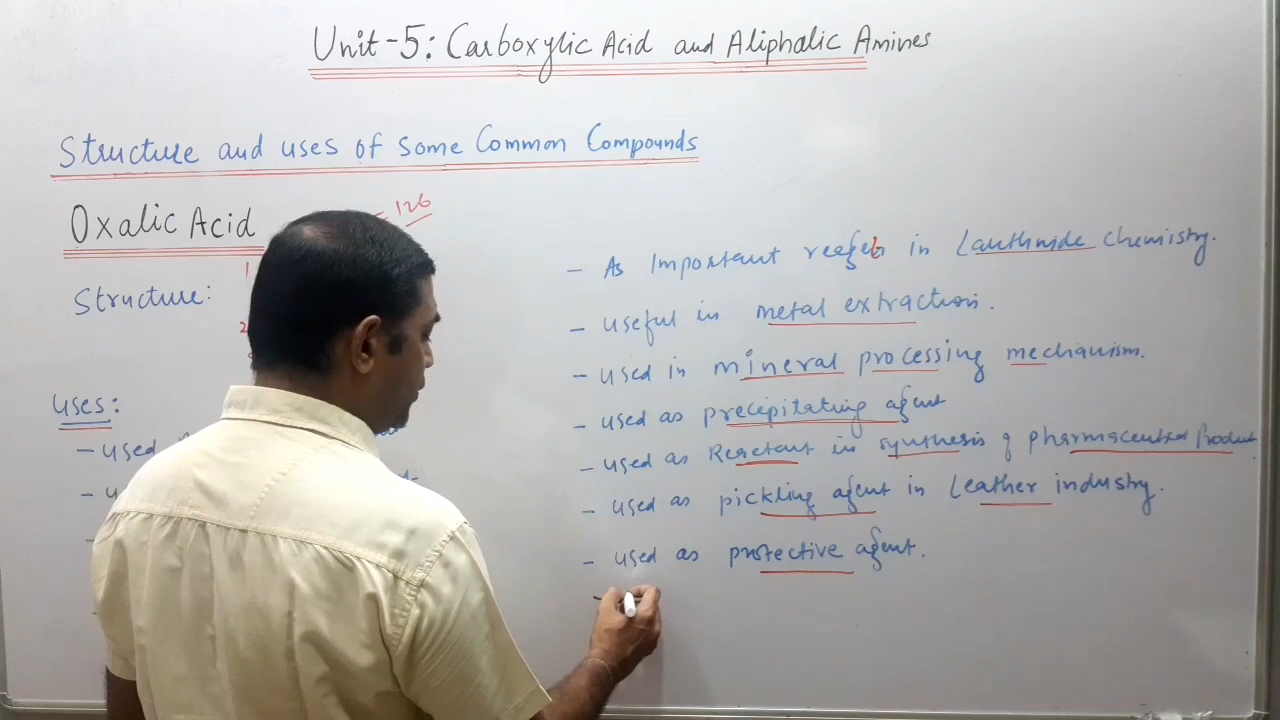 Unit-5: Carboxylic Acid and Aliphalic Amines
Structure and uses of some Common Compounds
Oxalic Acid
= 126
Structure:
Uses:
- used
- As Important reagent in Lanthanide chemistry.
- useful in metal extraction.
- used in mineral processing mechanism.
- used as precipitating agent
- used as Reactant in synthesis of pharmaceutical Product.
- used as pickling agent in Leather industry.
- used as protective agent.